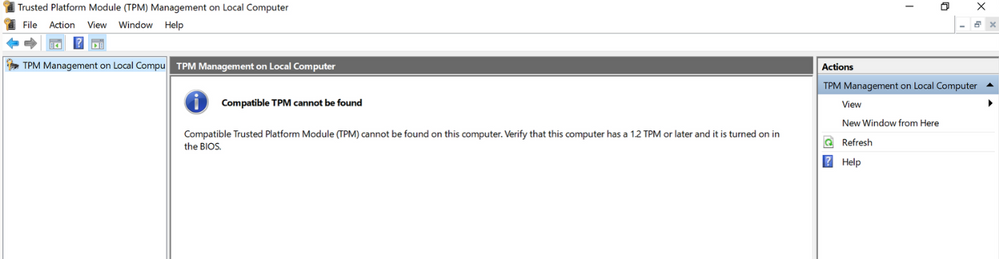 Trusted Platform Module (TPM) Management on Local Computer
File Action View Window Help
TPM Management on Local Compu
TPM Management on Local Computer
Compatible TPM cannot be found
Compatible Trusted Platform Module (TPM) cannot be found on this computer. Verify that this computer has a 1.2 TPM or later and it is turned on in
the BIOS.
Actions
TPM Management on Local Computer
View
New Window from Here
Refresh
Help